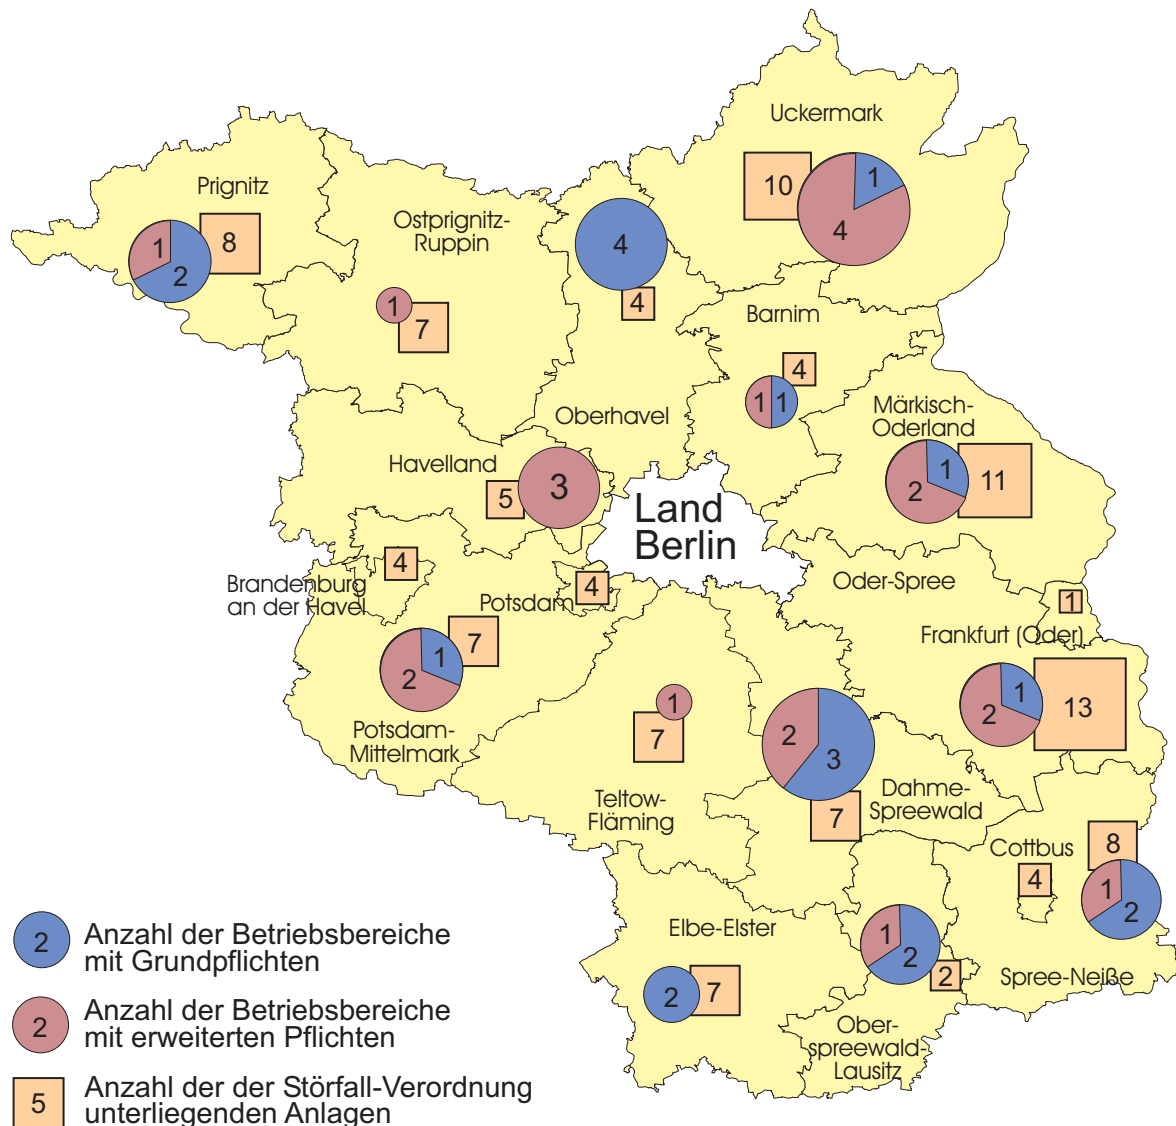 Uckermark
10
1
4
Prignitz
8
1
2
Ostprignitz-
Ruppin
1
7
4
4
Barnim
4
1
1
Oberhavel
Märkisch-
Oderland
1
2
11
Havelland
5
3
Land
Berlin
4
Brandenburg
an der Havel
Potsdam
4
Oder-Spree
1
Frankfurt (Oder)
7
1
2
Potsdam-
Mittelmark
1
2
13
1
7
Teltow-
Fläming
2
3
7
Dahme-
Spreewald
Cottbus
4
8
1
2
Spree-Neiße
Elbe-Elster
2
7
1
2
2
Ober-
spreewald-
Lausitz
2
Anzahl der Betriebsbereiche
mit Grundpflichten
2
Anzahl der Betriebsbereiche
mit erweiterten Pflichten
5
Anzahl der der Störfall-Verordnung
unterliegenden Anlagen